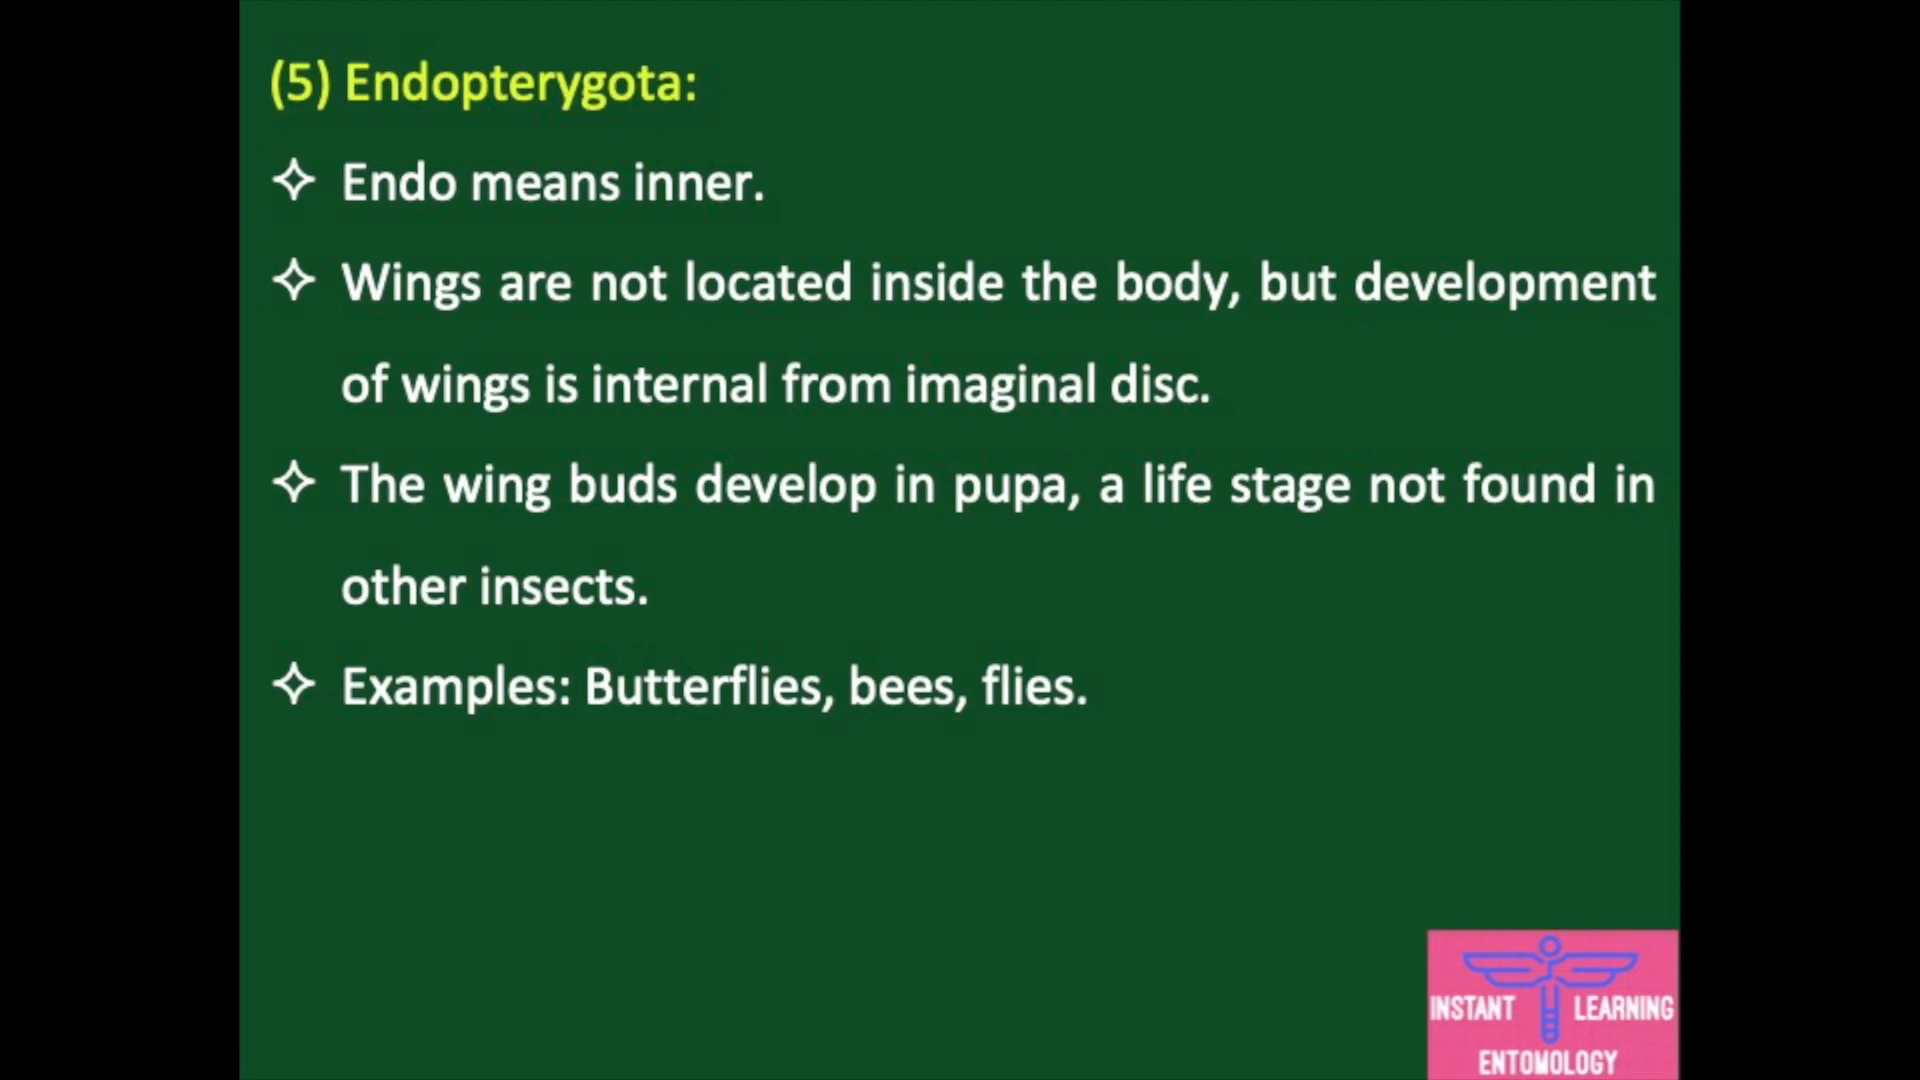 (5) Endopterygota:
✧ Endo means inner.
✧ Wings are not located inside the body, but development
of wings is internal from imaginal disc.
✧ The wing buds develop in pupa, a life stage not found in
other insects.
✧ Examples: Butterflies, bees, flies.
INSTANT LEARNING
ENTOMOLOGY